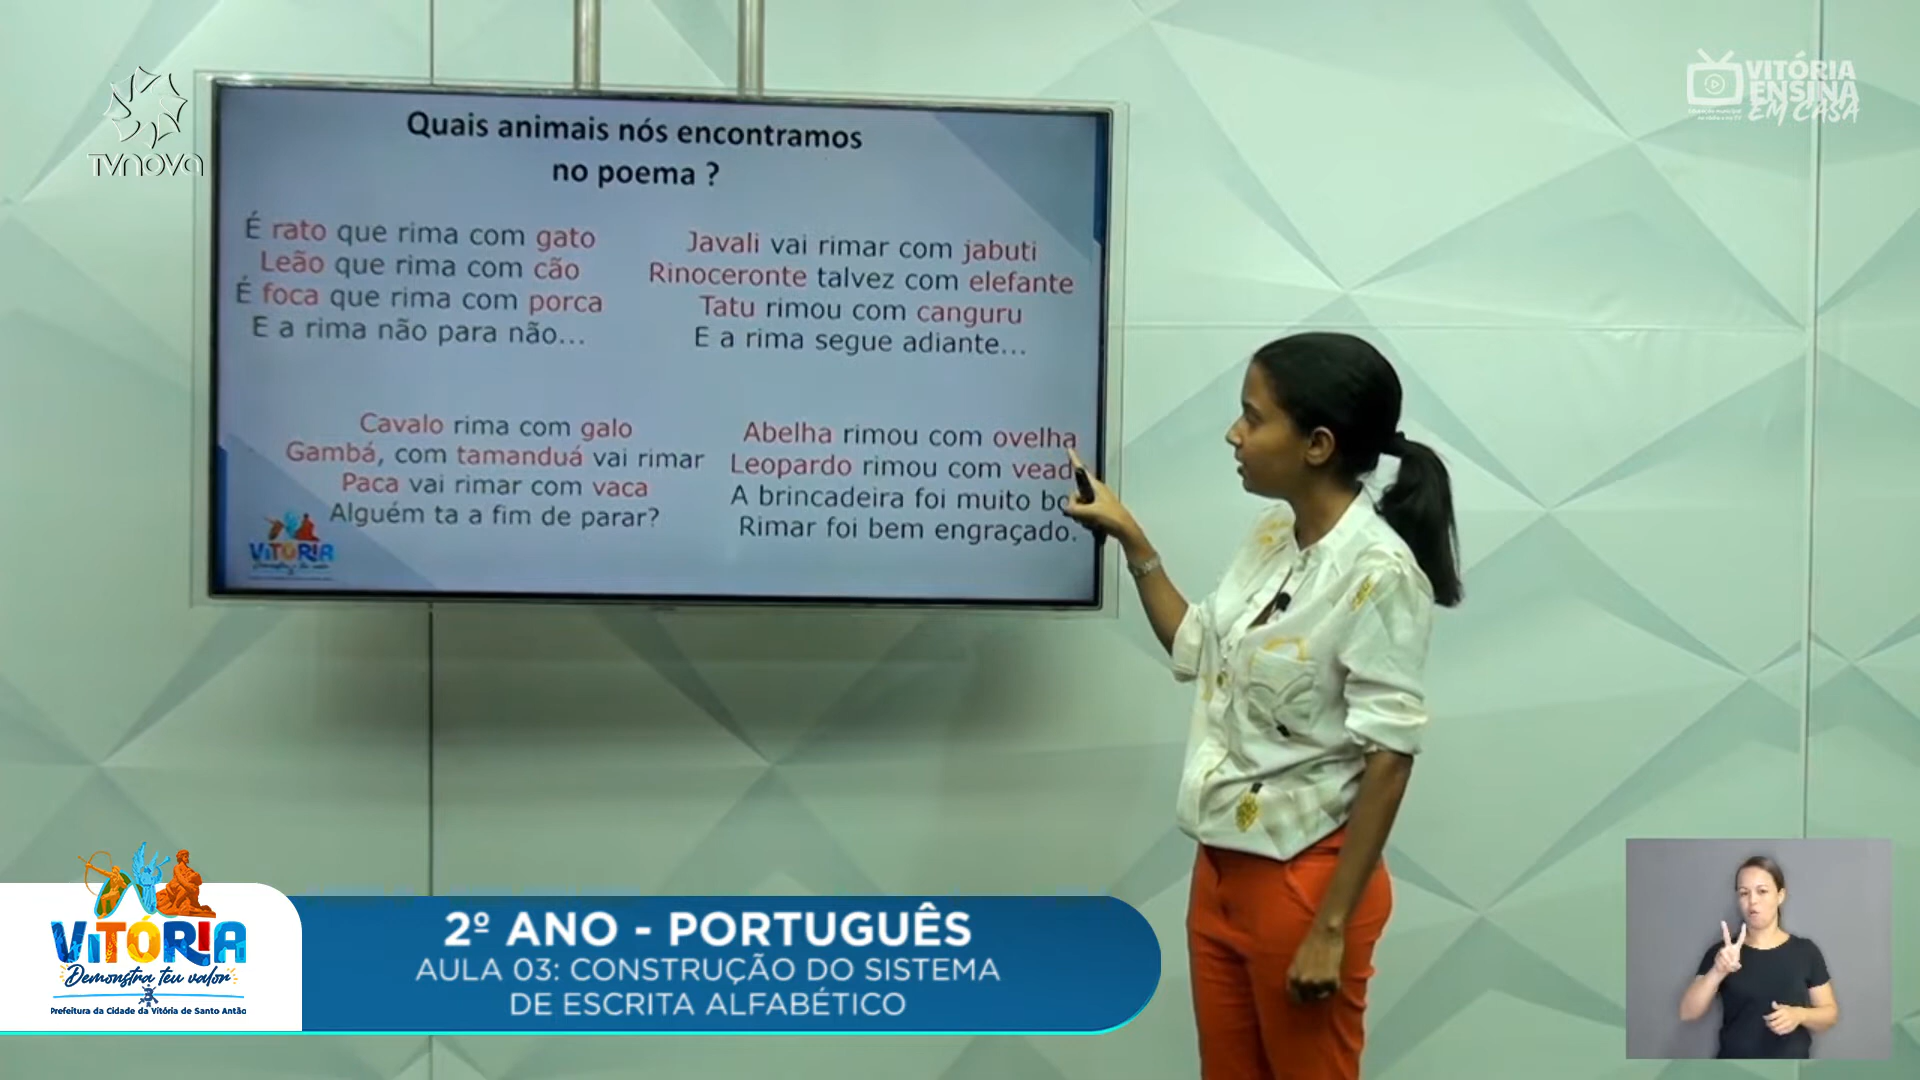 TVNOVA
VITÓRIA
ENSINA
EM CASA
Quais animais nós encontramos
no poema ?
É rato que rima com gato
Leão que rima com cão
É foca que rima com porca
E a rima não para não...
Javali vai rimar com jabuti
Rinoceronte talvez com elefante
Tatu rimou com canguru
E a rima segue adiante...
Cavalo rima com galo
Gambá, com tamanduá vai rimar
Paca vai rimar com vaca
Alguém ta a fim de parar?
Abelha rimou com ovelha
Leopardo rimou com vead
A brincadeira foi muito bo
Rimar foi bem engraçado.
VITÓRIA
VITÓRIA
Demonstra teu valor
Prefeitura da Cidade da Vitória de Santo Antão
2º ANO - PORTUGUÊS
AULA 03: CONSTRUÇÃO DO SISTEMA
DE ESCRITA ALFABÉTICO